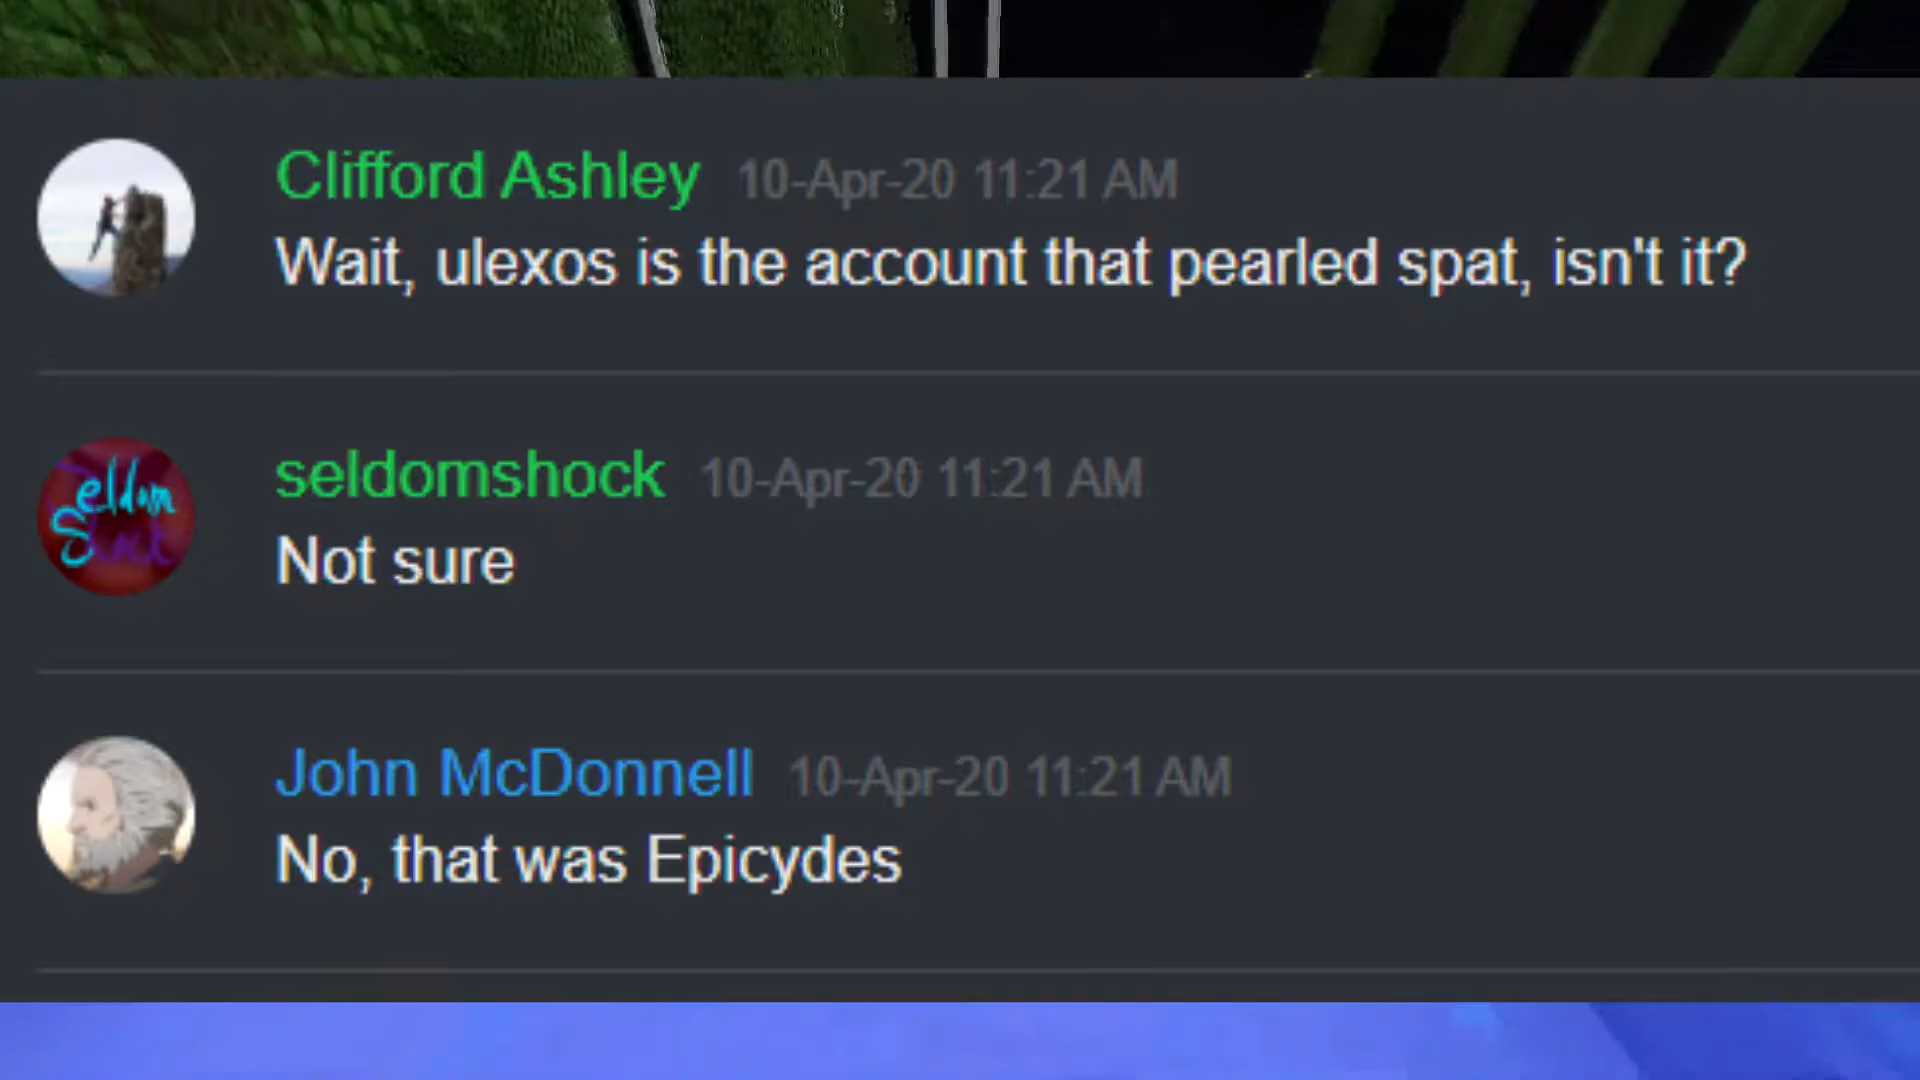 Clifford Ashley 10-Apr-20 11:21 AM
Wait, ulexos is the account that pearled spat, isn't it?
eldom
seldomshock 10-Apr-20 11:21 AM
Shock
Not sure
John McDonnell 10-Apr-20 11:21 AM
No, that was Epicydes